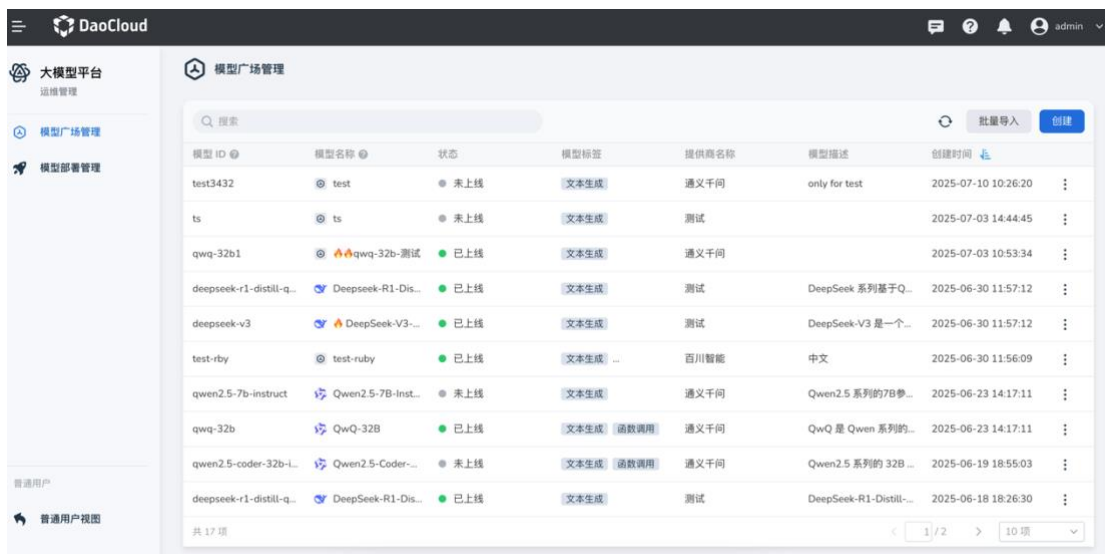 DaoCloud admin
大模型平台
运维管理
模型广场管理
模型部署管理
普通用户
普通用户视图
模型广场管理
搜索 批量导入 创建
模型 ID 模型名称 状态 模型标签 提供商名称 模型描述 创建时间
test3432 test 未上线 文本生成 通义千问 only for test 2025-07-10 10:26:20
ts ts 未上线 文本生成 测试 2025-07-03 14:44:45
qwq-32b1 🔥🔥qwq-32b-测试 已上线 文本生成 通义千问 2025-07-03 10:53:34
deepseek-r1-distill-q... Deepseek-R1-Dis... 已上线 文本生成 测试 DeepSeek 系列基于Q... 2025-06-30 11:57:12
deepseek-v3 🔥DeepSeek-V3-... 已上线 文本生成 测试 DeepSeek-V3 是一个... 2025-06-30 11:57:12
test-rby test-ruby 已上线 文本生成 ... 百川智能 中文 2025-06-30 11:56:09
qwen2.5-7b-instruct Qwen2.5-7B-Inst... 未上线 文本生成 通义千问 Qwen2.5 系列的7B参... 2025-06-23 14:17:11
qwq-32b QwQ-32B 已上线 文本生成 函数调用 通义千问 QwQ 是 Qwen 系列的... 2025-06-23 14:17:11
qwen2.5-coder-32b-i... Qwen2.5-Coder-... 未上线 文本生成 函数调用 通义千问 Qwen2.5 系列的 32B ... 2025-06-19 18:55:03
deepseek-r1-distill-q... DeepSeek-R1-Dis... 已上线 文本生成 测试 DeepSeek-R1-Distill-... 2025-06-18 18:26:30
共 17 项 1 / 2 10 项